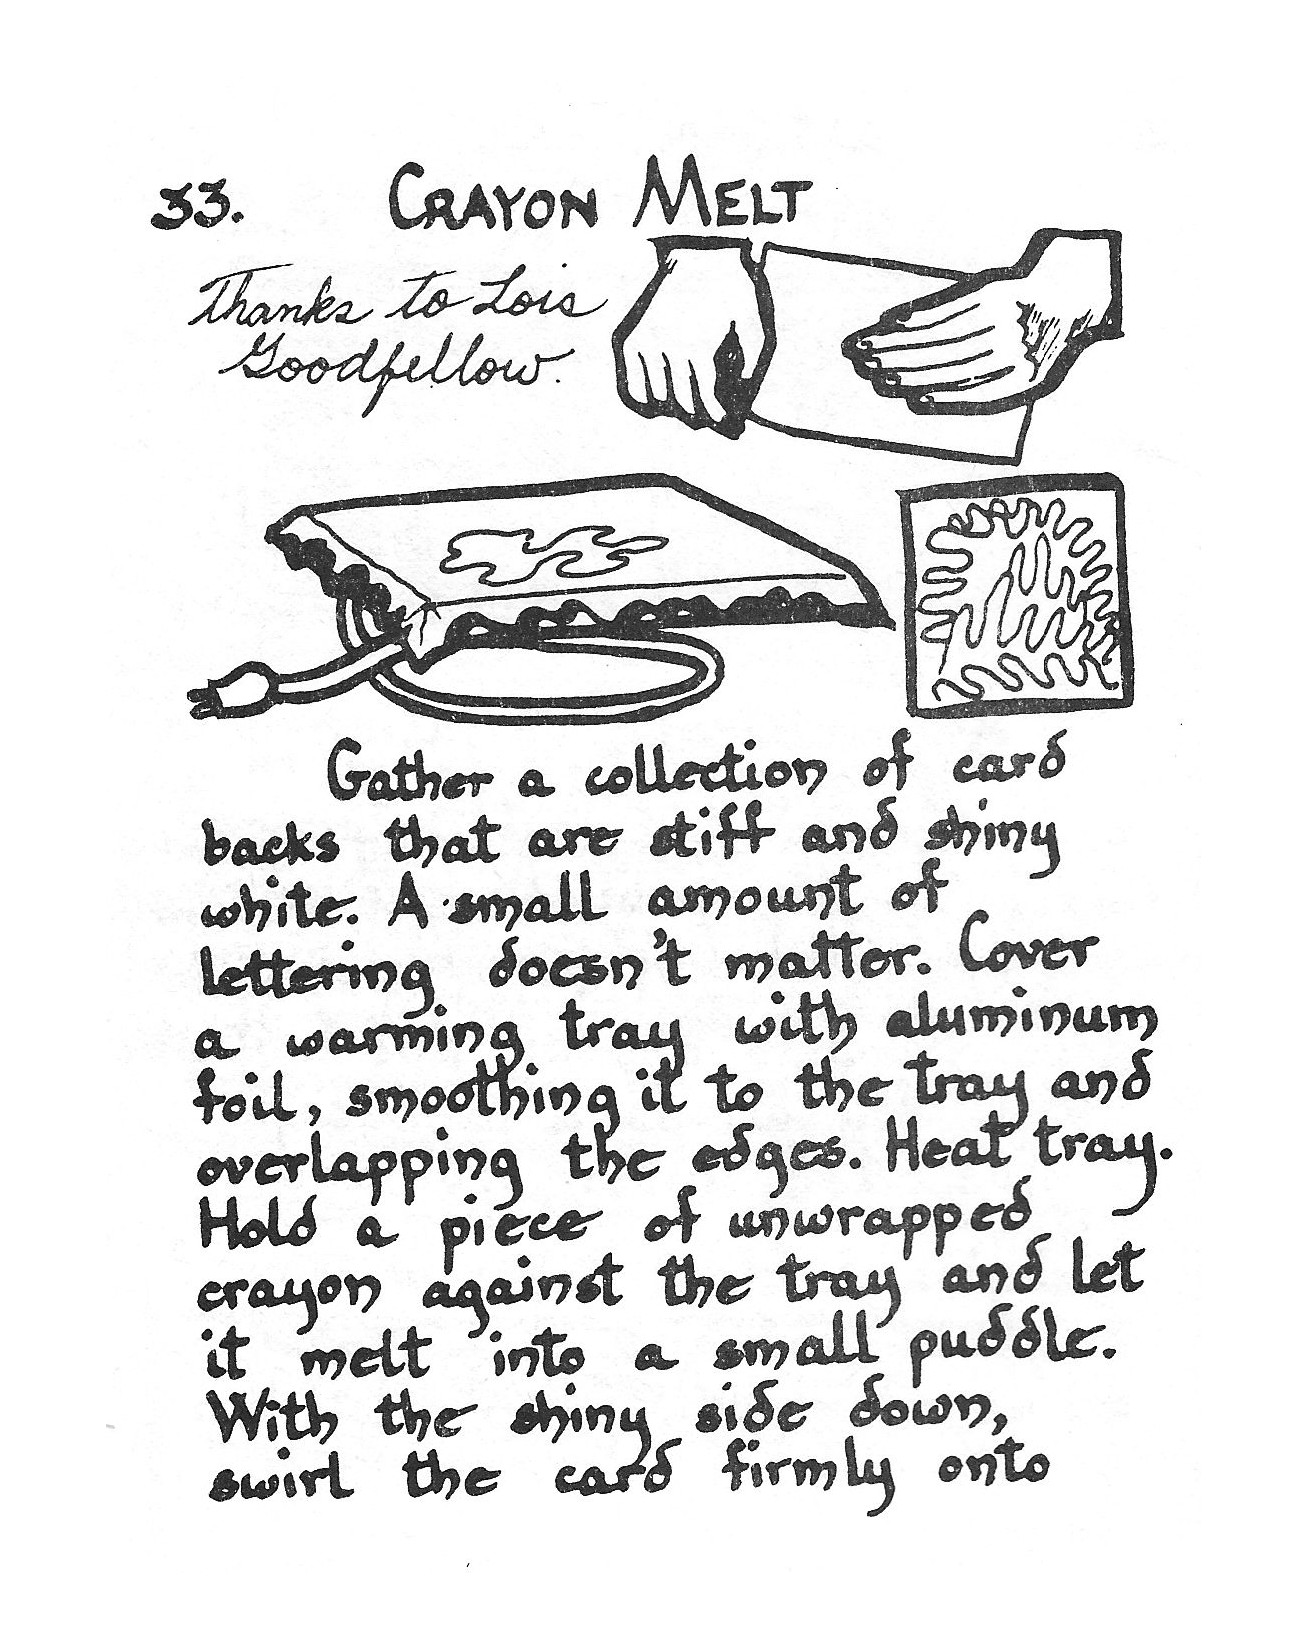 33. CRAYON MELT
Thanks to Lois
Goodfellow.
Gather a collection of card
backs that are stiff and shiny
white. A small amount of
lettering doesn't matter. Cover
a warming tray with aluminum
foil, smoothing it to the tray and
overlapping the edges. Heat tray.
Hold a piece of unwrapped
crayon against the tray and let
it melt into a small puddle.
With the shiny side down,
swirl the card firmly onto